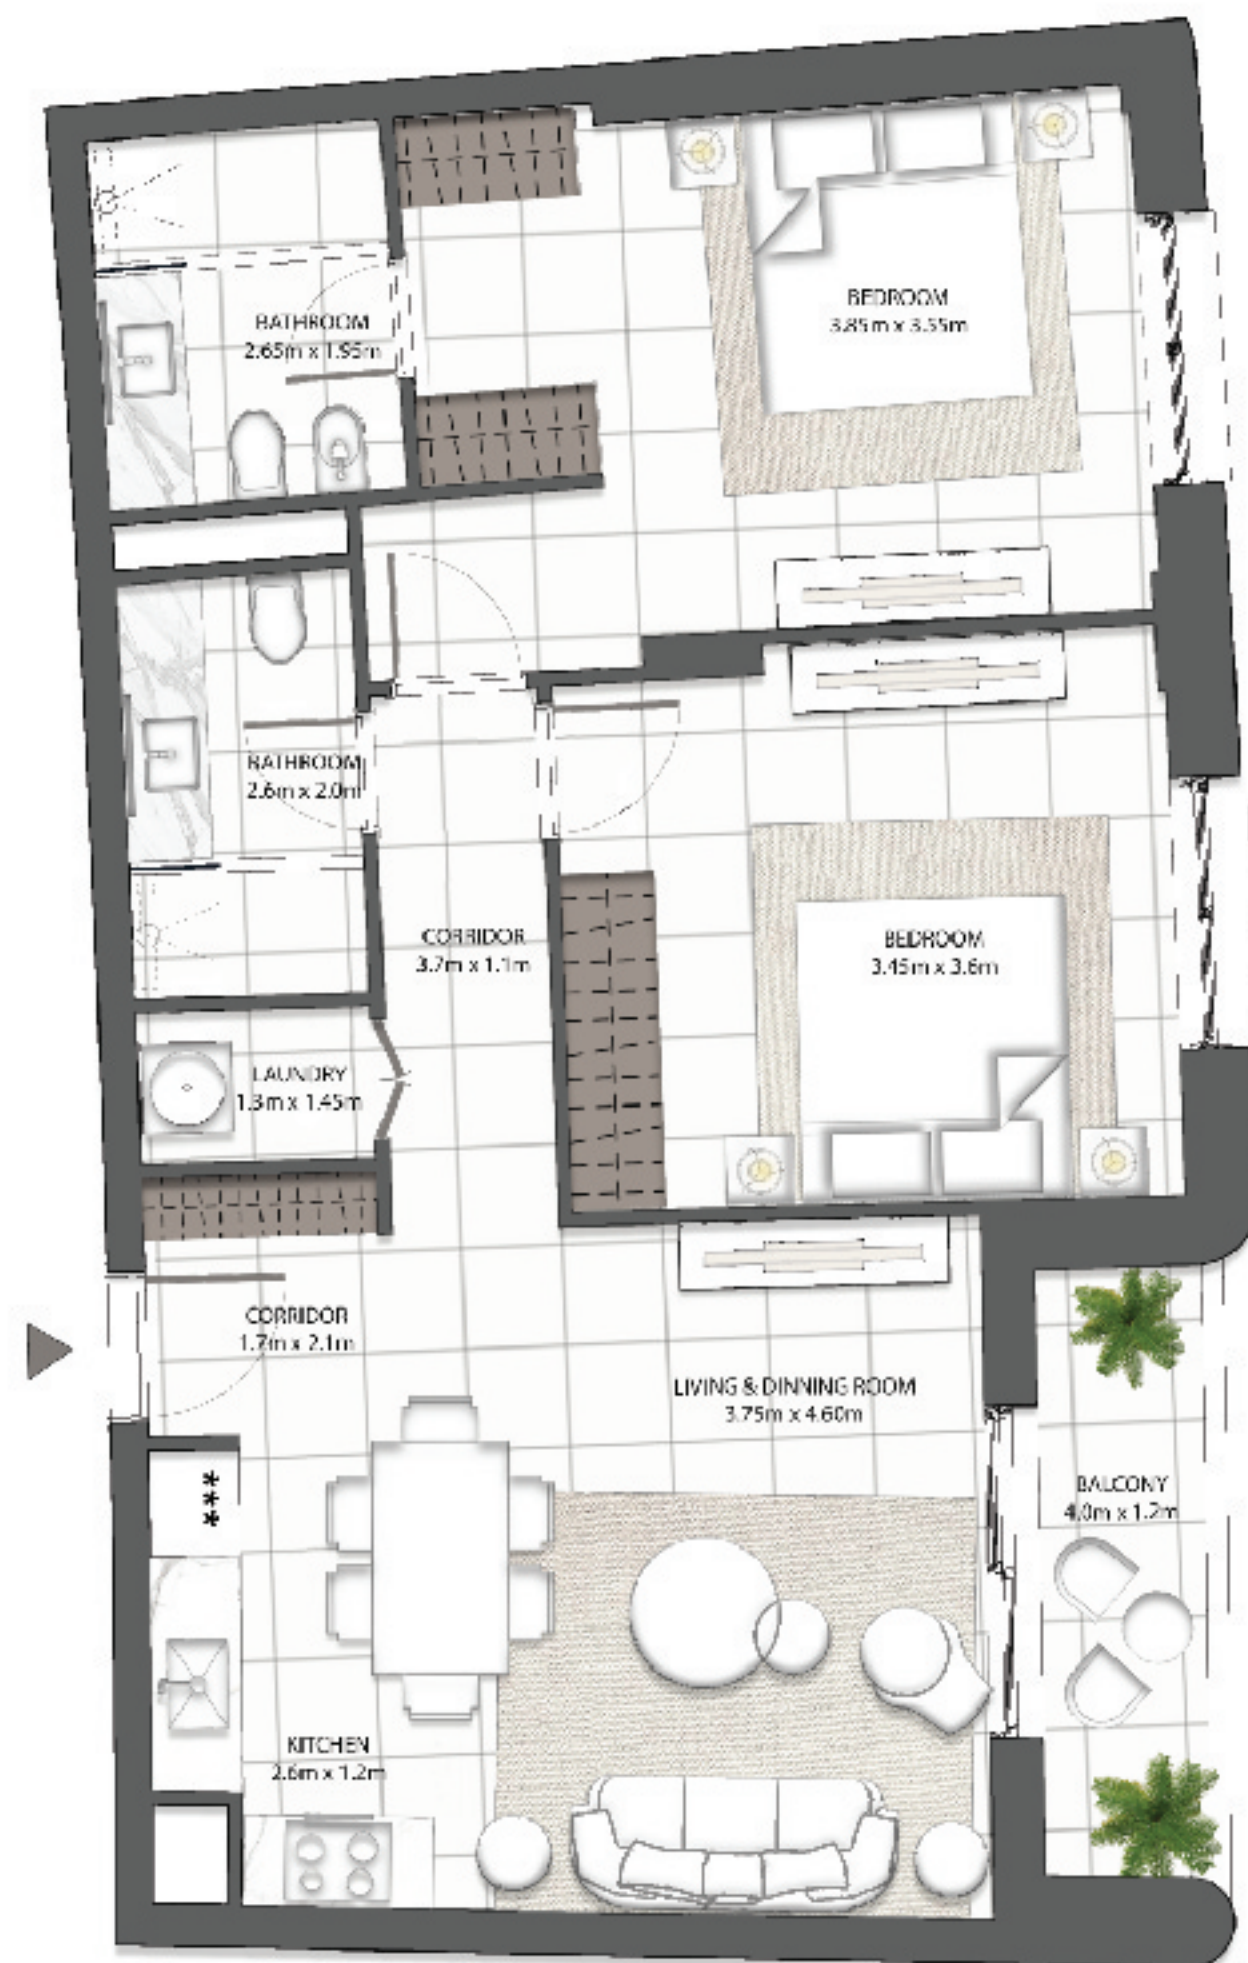 BEDROOM
3.85m x 3.55m
BATHROOM
2.65m x 1.95m
BATHROOM
2.6m x 2.0m
CORRIDOR
3.7m x 1.1m
BEDROOM
3.45m x 3.6m
LAUNDRY
1.3m x 1.45m
CORRIDOR
1.7m x 2.1m
LIVING & DINNING ROOM
3.75m x 4.60m
***
BALCONY
4.0m x 1.2m
KITCHEN
2.6m x 1.2m